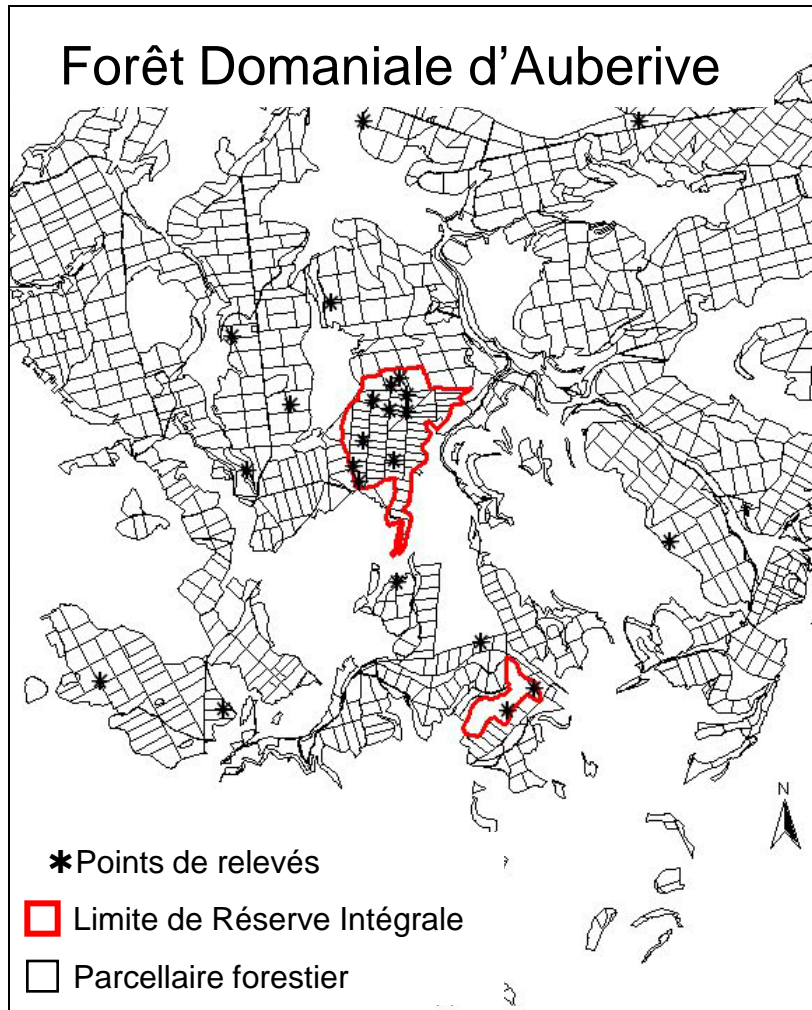 Forêt Domaniale d'Auberive
N
Points de relevés
Limite de Réserve Intégrale
Parcellaire forestier